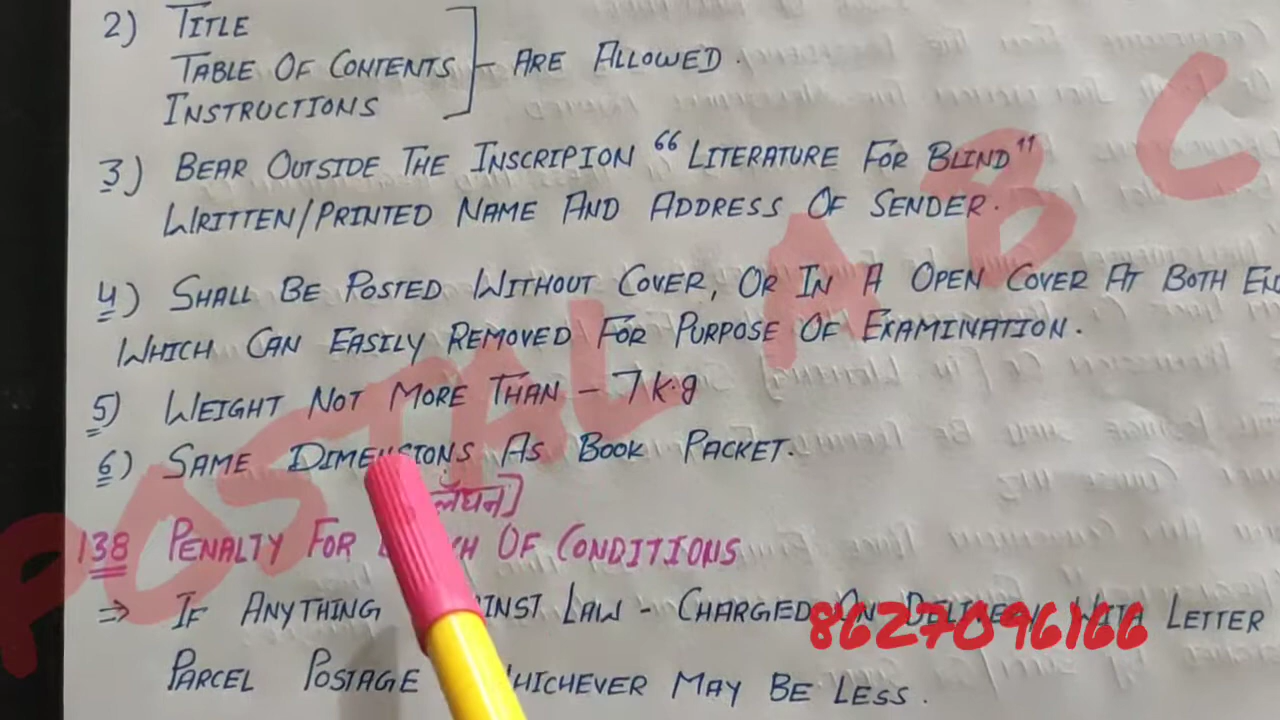 2) TITLE
TABLE OF CONTENTS
INSTRUCTIONS
ARE ALLOWED.
3) BEAR OUTSIDE THE INSCRIPION "LITERATURE FOR BLIND"
WRITTEN/PRINTED NAME AND ADDRESS OF SENDER.
4) SHALL BE POSTED WITHOUT COVER, OR IN A OPEN COVER AT BOTH
WHICH CAN EASILY REMOVED FOR PURPOSE OF EXAMINATION.
5) WEIGHT NOT MORE THAN - 7 k.g
6) SAME DIMENSIONS AS BOOK PACKET.
138 PENALTY FOR OF CONDITIONS
⇒ IF ANYTHING LAW - CHARGED ON DELIVERY WITH LETTER
PARCEL POSTAGE WHICHEVER MAY BE LESS.
POSTAL A B C
8627096166